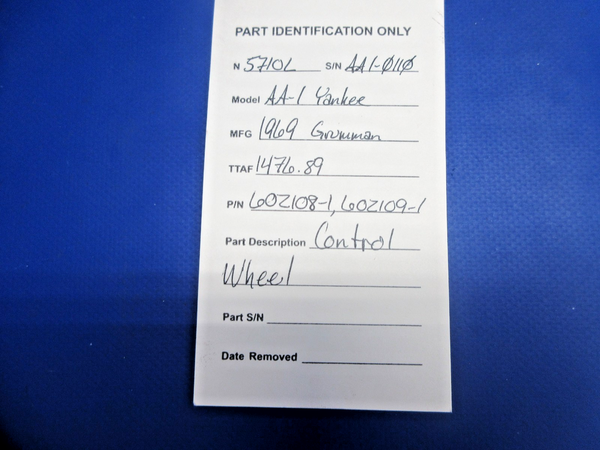 PART IDENTIFICATION ONLY
N 5710L S/N AA1-0110
Model AA-1 Yankee
MFG 1969 Grumman
TTAF 1476.89
P/N 602108-1, 602109-1
Part Description Control
Wheel
Part S/N
Date Removed